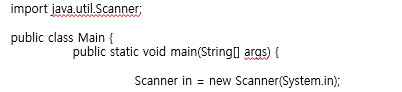 import java.util.Scanner;
public class Main {
public static void main(String[] args) {
Scanner in = new Scanner(System.in);